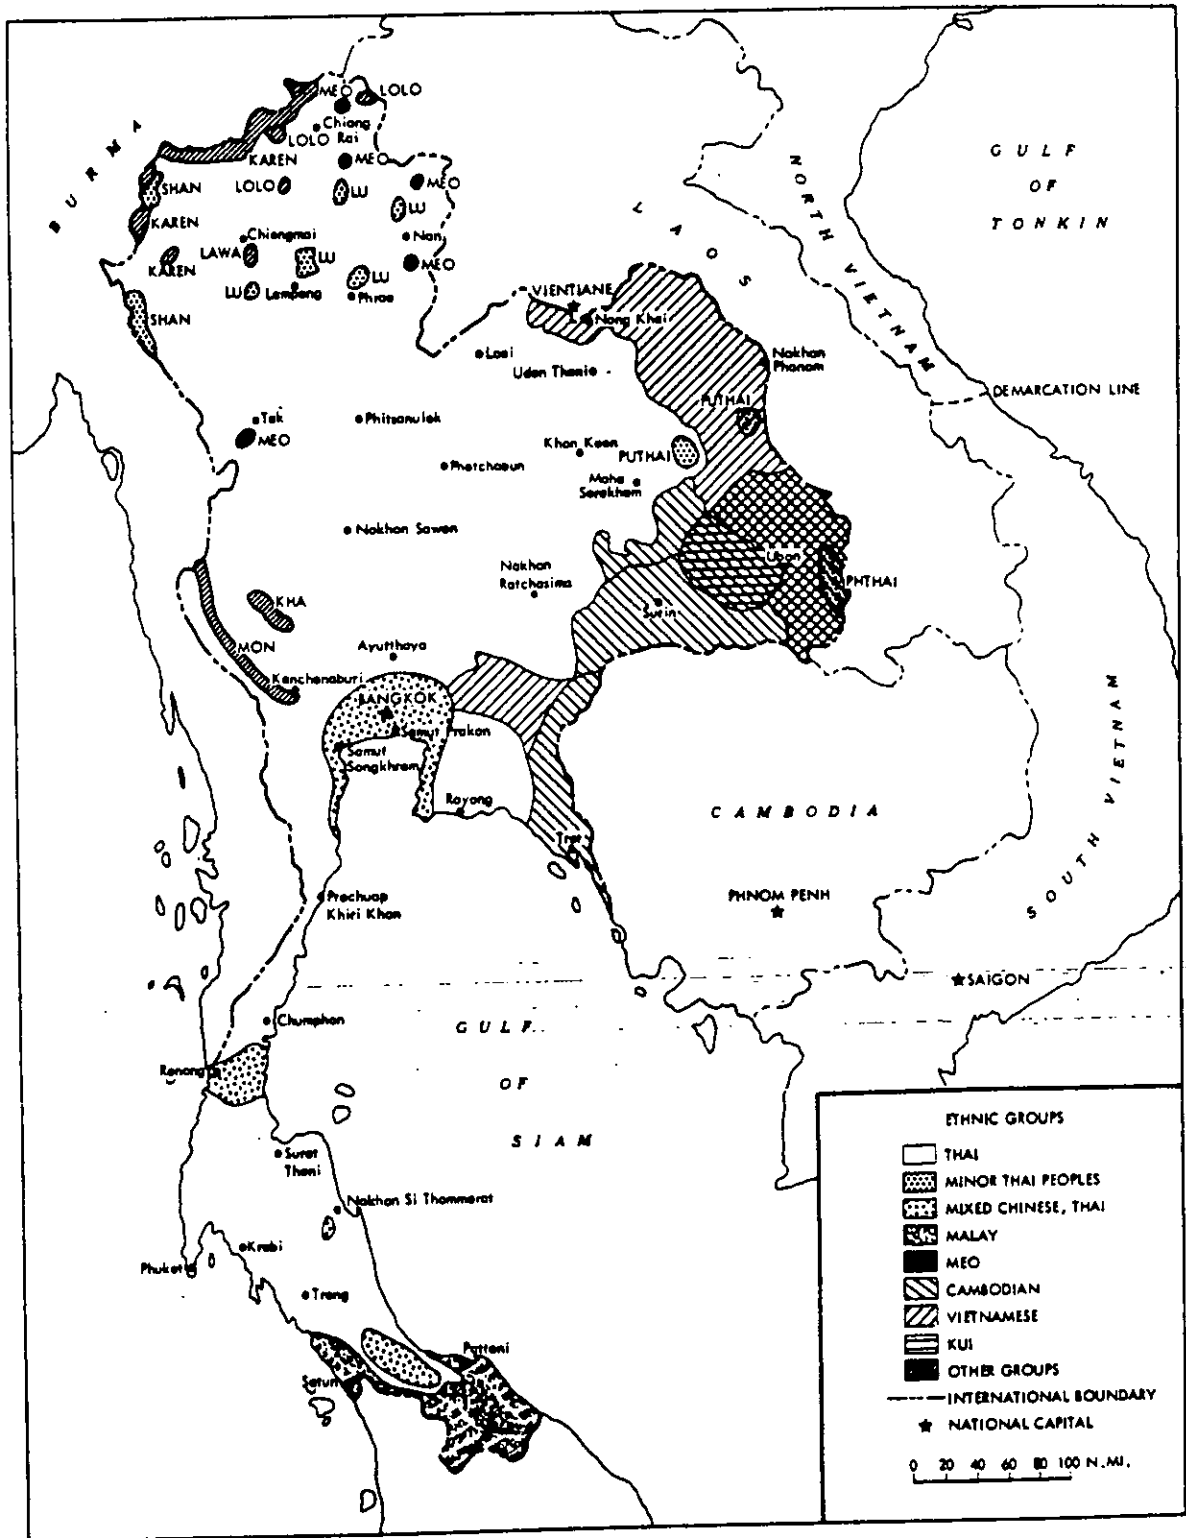 BURMA
MEO
LOLO
Chiang
Rai
LOLO
KAREN
MEO
SHAN
LOLO
LU
MEO
LU
KAREN
Chiengmai
Nan
KAREN
LAWA
LU
MEO
LU
Lampang
LU
Phrae
SHAN
LAOS
NORTH VIETNAM
GULF
OF
TONKIN
VIENTIANE
Nong Khai
Loei
Udon Thani
Nakhan
Phanom
DEMARCATION LINE
PUTHAI
Tak
MEO
Phitsanulok
Khan Kaen
PUTHAI
Phetchabun
Maha
Sarakham
Nakhan Sawan
Nakhan
Ratchasima
Ubon
PHTHAI
Surin
KHA
MON
Ayutthaya
Kanchanaburi
BANGKOK
Samut Prakan
Samut
Songkhram
Rayong
Trat
CAMBODIA
SOUTH VIETNAM
Prachuap
Khiri Khan
PHNOM PENH
SAIGON
Chumphon
GULF
OF
SIAM
Ranong
Surat
Thani
Nakhan Si Thammarat
Krabi
Phuket
Trang
Pattani
Satun
ETHNIC GROUPS
THAI
MINOR THAI PEOPLES
MIXED CHINESE, THAI
MALAY
MEO
CAMBODIAN
VIETNAMESE
KUI
OTHER GROUPS
INTERNATIONAL BOUNDARY
NATIONAL CAPITAL
0 20 40 60 80 100 N.MI.